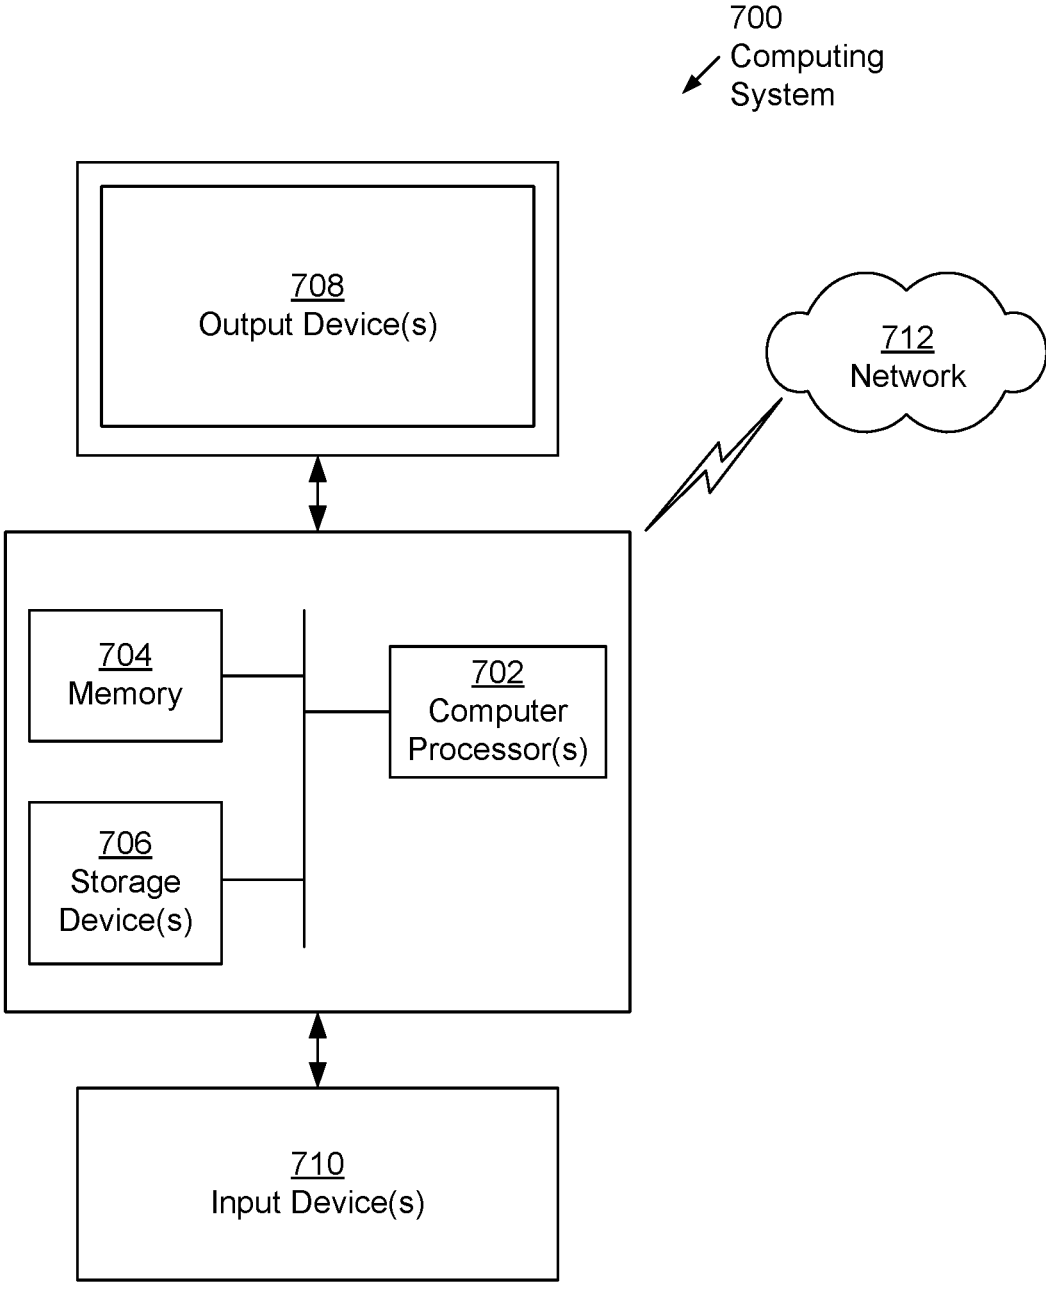 700
Computing
System
708
Output Device(s)
712
Network
704
Memory
702
Computer
Processor(s)
706
Storage
Device(s)
710
Input Device(s)